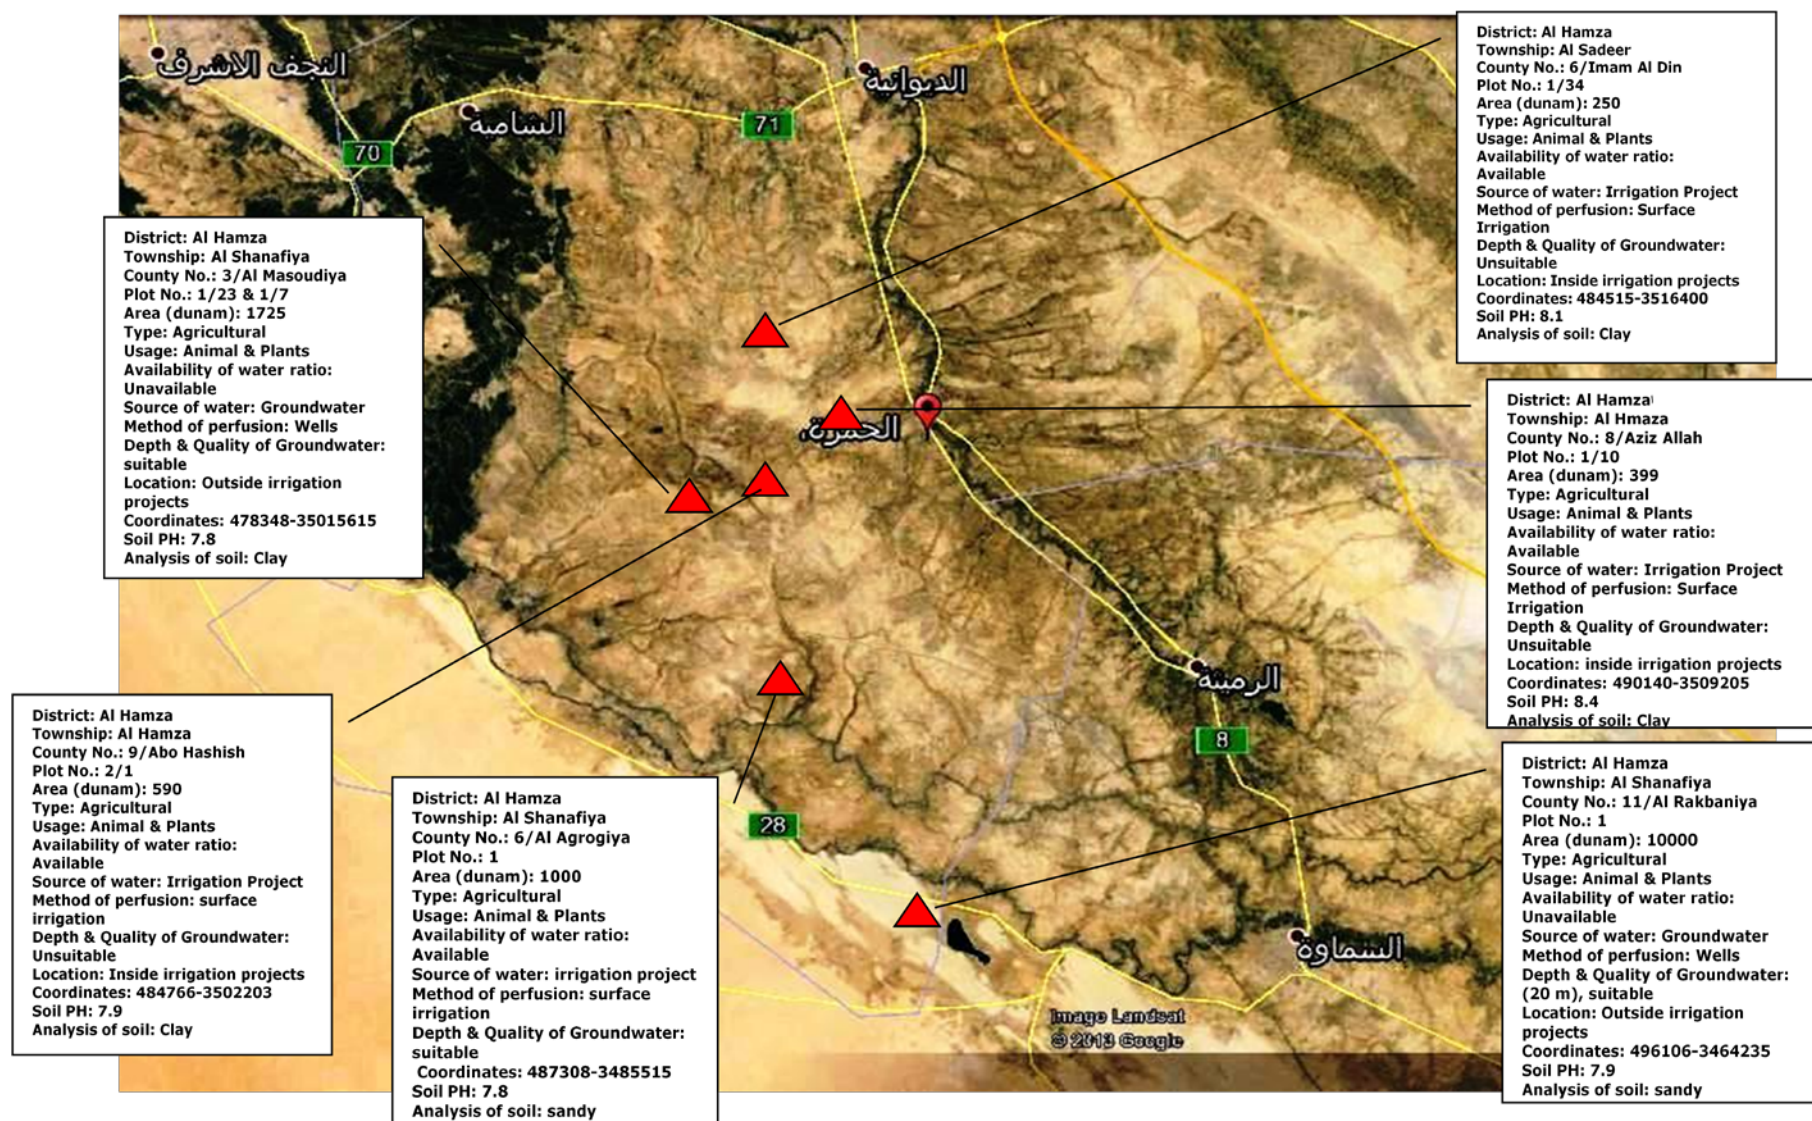 النجف الاشرف
الشامية
الديوانية
70
71
الحمزة،
الرميثة
8
28
السماوة
Image Landsat
© 2013 Google
District: Al Hamza
Township: Al Sadeer
County No.: 6/Imam Al Din
Plot No.: 1/34
Area (dunam): 250
Type: Agricultural
Usage: Animal & Plants
Availability of water ratio:
Available
Source of water: Irrigation Project
Method of perfusion: Surface
Irrigation
Depth & Quality of Groundwater:
Unsuitable
Location: Inside irrigation projects
Coordinates: 484515-3516400
Soil PH: 8.1
Analysis of soil: Clay
District: Al Hamza
Township: Al Shanafiya
County No.: 3/Al Masoudiya
Plot No.: 1/23 & 1/7
Area (dunam): 1725
Type: Agricultural
Usage: Animal & Plants
Availability of water ratio:
Unavailable
Source of water: Groundwater
Method of perfusion: Wells
Depth & Quality of Groundwater:
suitable
Location: Outside irrigation
projects
Coordinates: 478348-35015615
Soil PH: 7.8
Analysis of soil: Clay
District: Al Hamza
Township: Al Hmaza
County No.: 8/Aziz Allah
Plot No.: 1/10
Area (dunam): 399
Type: Agricultural
Usage: Animal & Plants
Availability of water ratio:
Available
Source of water: Irrigation Project
Method of perfusion: Surface
Irrigation
Depth & Quality of Groundwater:
Unsuitable
Location: inside irrigation projects
Coordinates: 490140-3509205
Soil PH: 8.4
Analysis of soil: Clay
District: Al Hamza
Township: Al Hamza
County No.: 9/Abo Hashish
Plot No.: 2/1
Area (dunam): 590
Type: Agricultural
Usage: Animal & Plants
Availability of water ratio:
Available
Source of water: Irrigation Project
Method of perfusion: surface
irrigation
Depth & Quality of Groundwater:
Unsuitable
Location: Inside irrigation projects
Coordinates: 484766-3502203
Soil PH: 7.9
Analysis of soil: Clay
District: Al Hamza
Township: Al Shanafiya
County No.: 6/Al Agrogiya
Plot No.: 1
Area (dunam): 1000
Type: Agricultural
Usage: Animal & Plants
Availability of water ratio:
Available
Source of water: irrigation project
Method of perfusion: surface
irrigation
Depth & Quality of Groundwater:
suitable
Coordinates: 487308-3485515
Soil PH: 7.8
Analysis of soil: sandy
District: Al Hamza
Township: Al Shanafiya
County No.: 11/Al Rakbaniya
Plot No.: 1
Area (dunam): 10000
Type: Agricultural
Usage: Animal & Plants
Availability of water ratio:
Unavailable
Source of water: Groundwater
Method of perfusion: Wells
Depth & Quality of Groundwater:
(20 m), suitable
Location: Outside irrigation
projects
Coordinates: 496106-3464235
Soil PH: 7.9
Analysis of soil: sandy